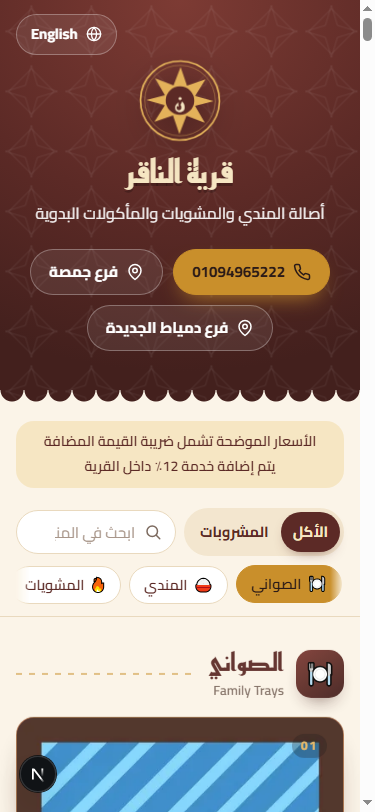 English
ن
قرية الناقر
أصالة المندي والمشويات والمأكولات البدوية
01094965222
فرع جمصة
فرع دمياط الجديدة
الأسعار الموضحة تشمل ضريبة القيمة المضافة
يتم إضافة خدمة 12٪ داخل القرية
الأكل
المشروبات
ابحث في المن
الصواني
المندي
المشويات
الصواني
Family Trays
01
N